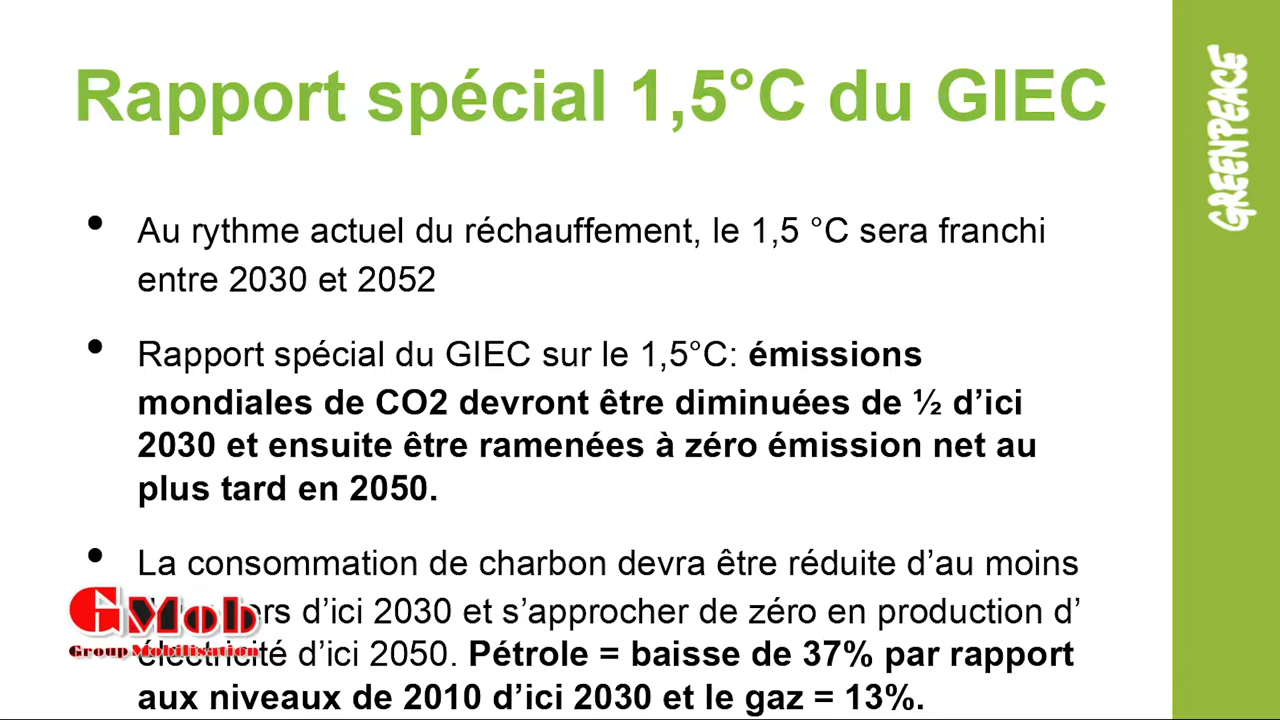 Rapport spécial 1,5°C du GIEC
GREENPEACE
• Au rythme actuel du réchauffement, le 1,5 °C sera franchi
entre 2030 et 2052
• Rapport spécial du GIEC sur le 1,5°C: émissions
mondiales de CO2 devront être diminuées de ½ d’ici
2030 et ensuite être ramenées à zéro émission net au
plus tard en 2050.
• La consommation de charbon devra être réduite d’au moins
d’ici 2030 et s’approcher de zéro en production d’
électricité d’ici 2050. Pétrole = baisse de 37% par rapport
aux niveaux de 2010 d’ici 2030 et le gaz = 13%.
GMob
Group Mobilisation